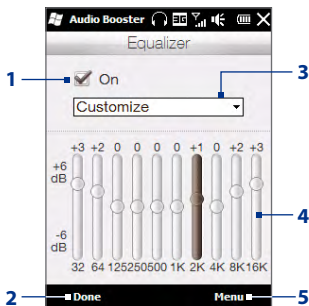 Audio Booster
Equalizer
1
On
3
Customize
+3 +2 0 0 0 0 +1 0 +2 +3
+6
dB
4
-6
dB
32 64 125 250 500 1K 2K 4K 8K 16K
2
Done
Menu
5